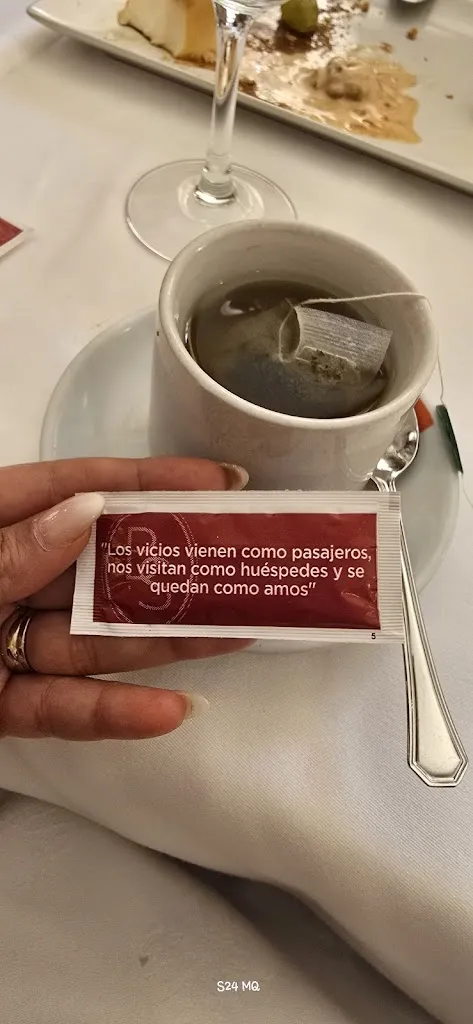 "Los vicios vienen como pasajeros,
nos visitan como huéspedes y se
quedan como amos"
5
S24 MQ